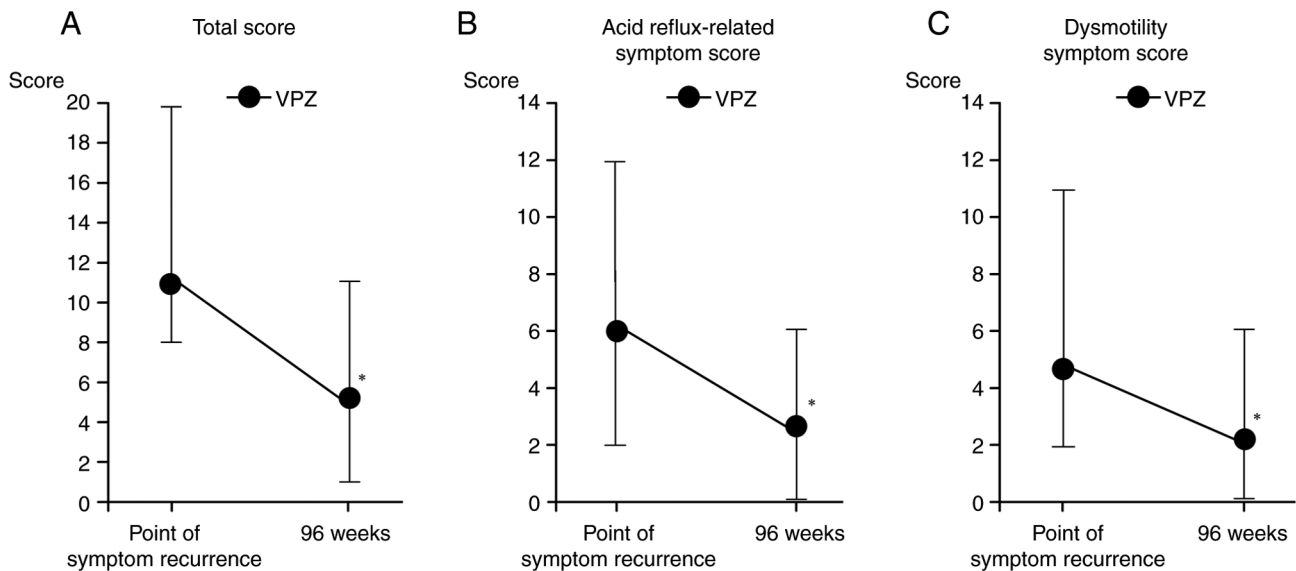 A
Total score
Score
VPZ
20
18
16
14
12
10
8
6
4
2
0
*
Point of
symptom recurrence
96 weeks
B
Acid reflux-related
symptom score
Score
VPZ
14
12
10
8
6
4
2
0
*
Point of
symptom recurrence
96 weeks
C
Dysmotility
symptom score
Score
VPZ
14
12
10
8
6
4
2
0
*
Point of
symptom recurrence
96 weeks